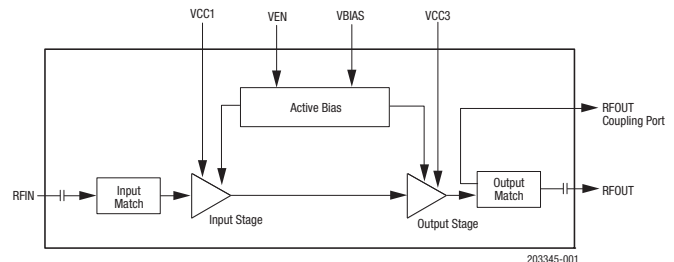 VCC1
VEN
VBIAS
VCC3
Active Bias
RFOUT
Coupling Port
RFIN
Input
Match
Input Stage
Output Stage
Output
Match
RFOUT
203345-001